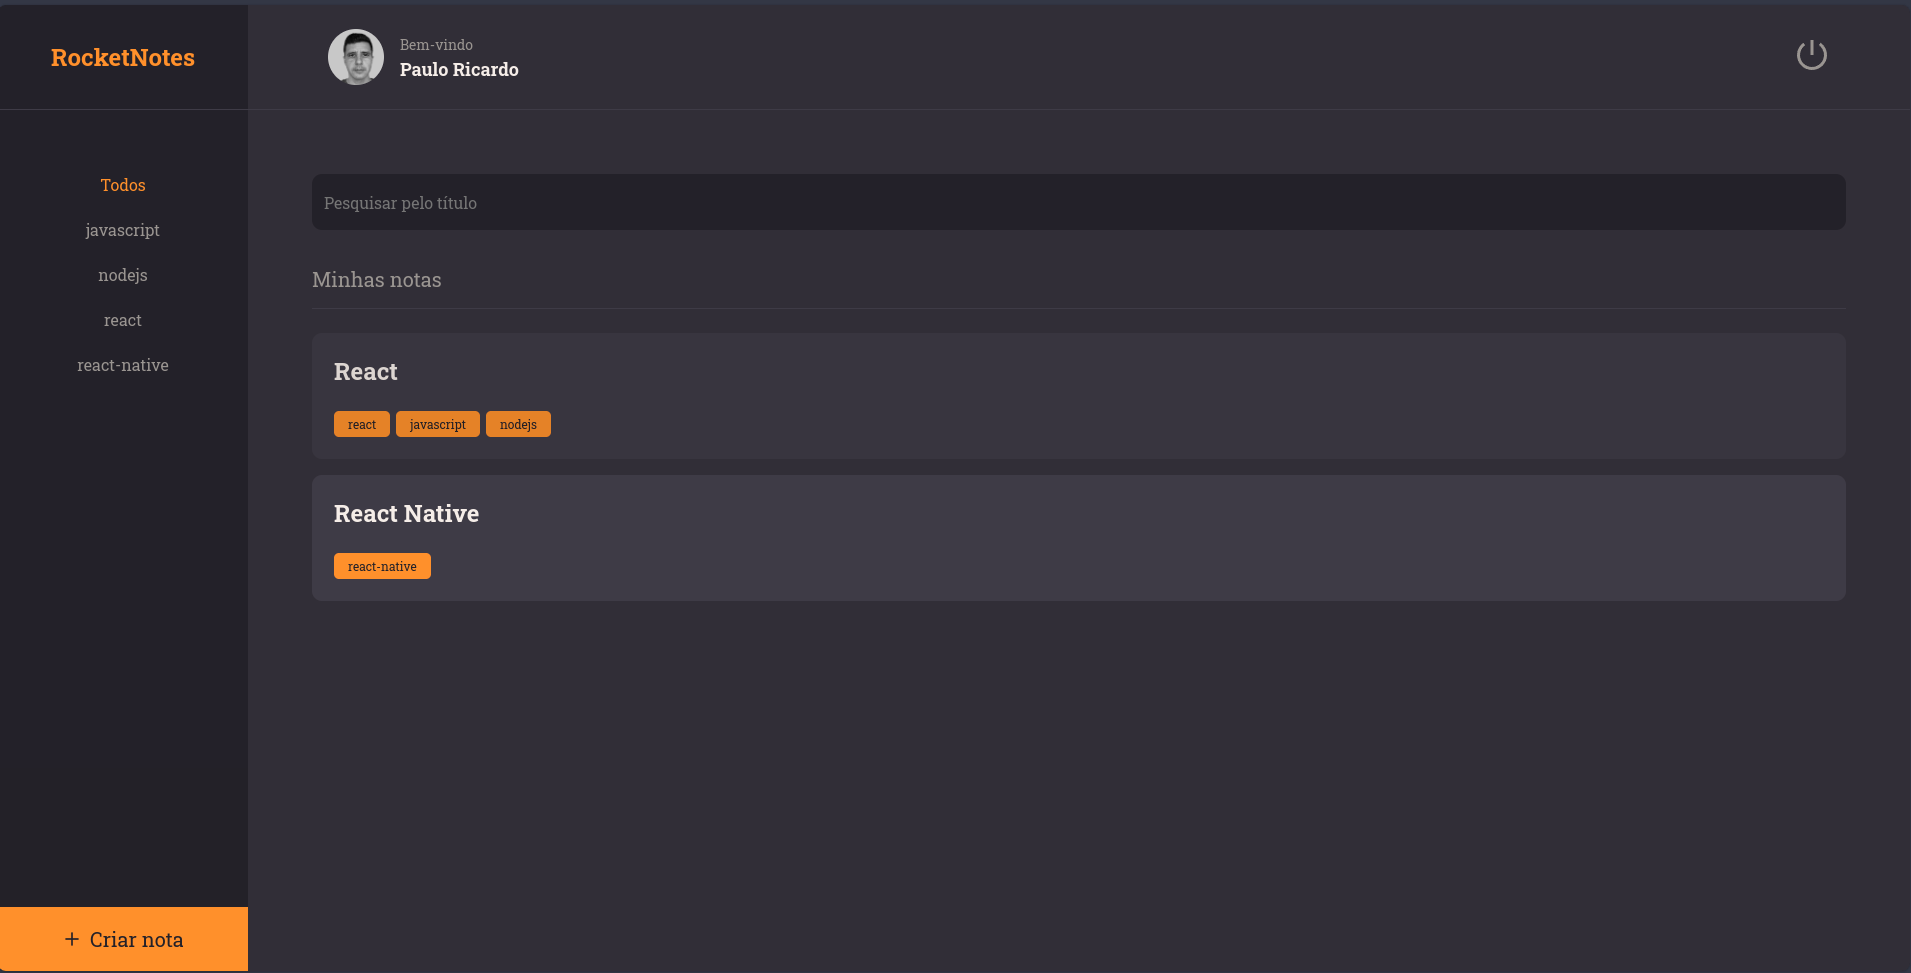 RocketNotes
Bem-vindo
Paulo Ricardo
Todos
javascript
nodejs
react
react-native
+ Criar nota
Pesquisar pelo título
Minhas notas
React
react javascript nodejs
React Native
react-native